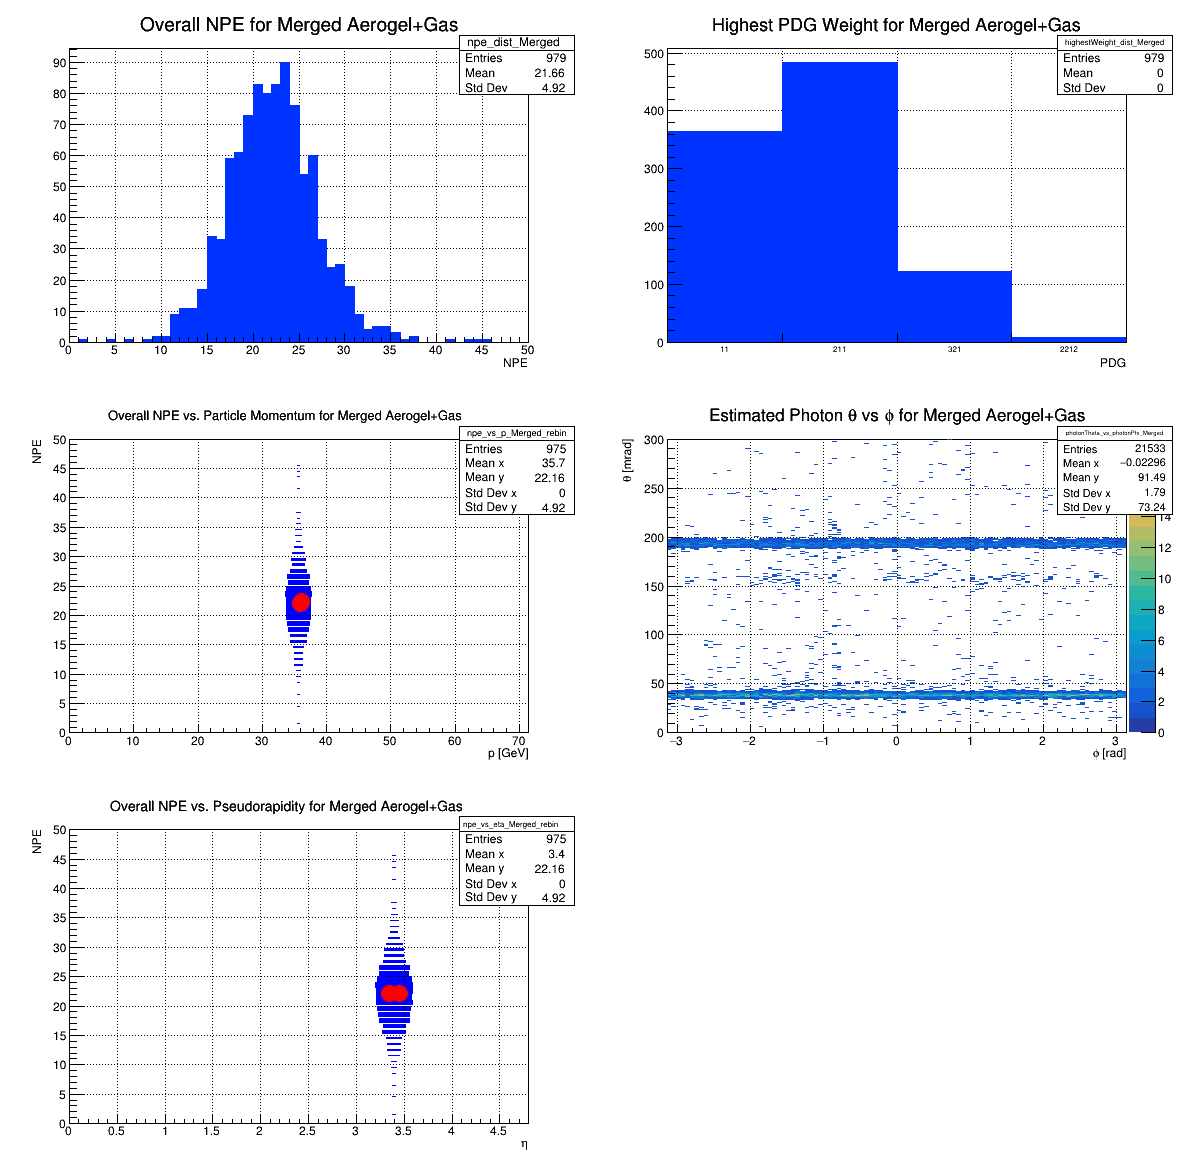 Overall NPE for Merged Aerogel+Gas
npe_dist_Merged
Entries 979
Mean 21.66
Std Dev 4.92
90
80
70
60
50
40
30
20
10
0
0 5 10 15 20 25 30 35 40 45 50
NPE
Highest PDG Weight for Merged Aerogel+Gas
highestWeight_dist_Merged
Entries 979
Mean 0
Std Dev 0
500
400
300
200
100
0
11 211 321 2212
PDG
Overall NPE vs. Particle Momentum for Merged Aerogel+Gas
npe_vs_p_Merged_rebin
Entries 975
Mean x 35.7
Mean y 22.16
Std Dev x 0
Std Dev y 4.92
NPE
50
45
40
35
30
25
20
15
10
5
0
0 10 20 30 40 50 60 70
p [GeV]
Estimated Photon θ vs ϕ for Merged Aerogel+Gas
photonTheta_vs_photonPhi_Merged
Entries 21533
Mean x −0.02296
Mean y 91.49
Std Dev x 1.79
Std Dev y 73.24
θ [mrad]
300
250
200
150
100
50
0
−3 −2 −1 0 1 2 3
ϕ [rad]
14
12
10
8
6
4
2
0
Overall NPE vs. Pseudorapidity for Merged Aerogel+Gas
npe_vs_eta_Merged_rebin
Entries 975
Mean x 3.4
Mean y 22.16
Std Dev x 0
Std Dev y 4.92
NPE
50
45
40
35
30
25
20
15
10
5
0
0 0.5 1 1.5 2 2.5 3 3.5 4 4.5
η